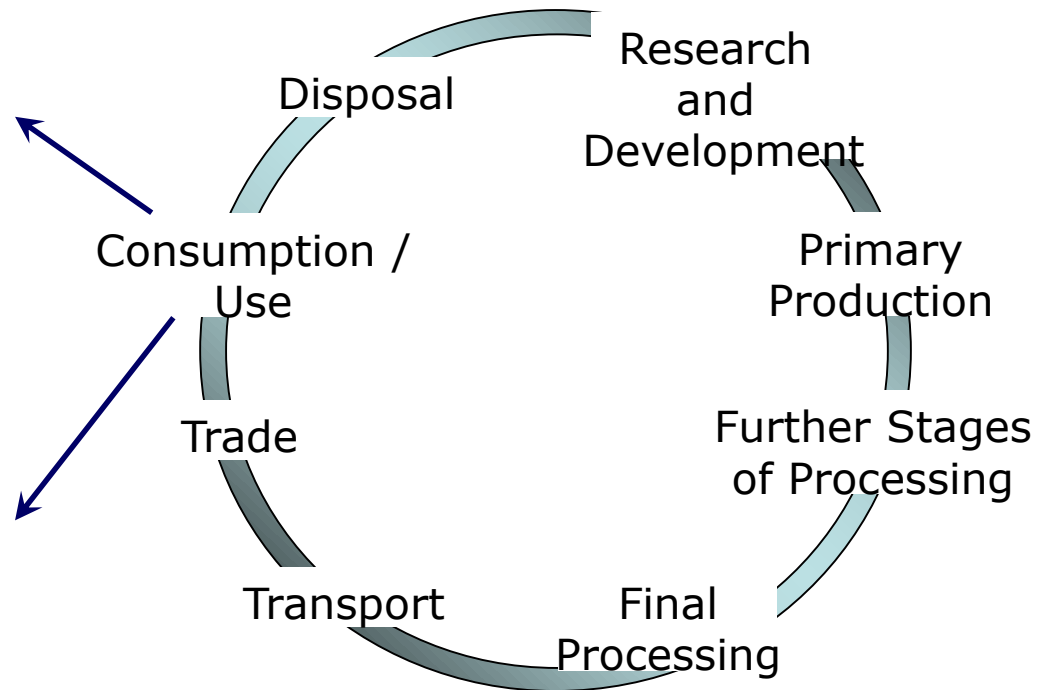 Research
and
Development
Primary
Production
Further Stages
of Processing
Final
Processing
Transport
Trade
Consumption /
Use
Disposal